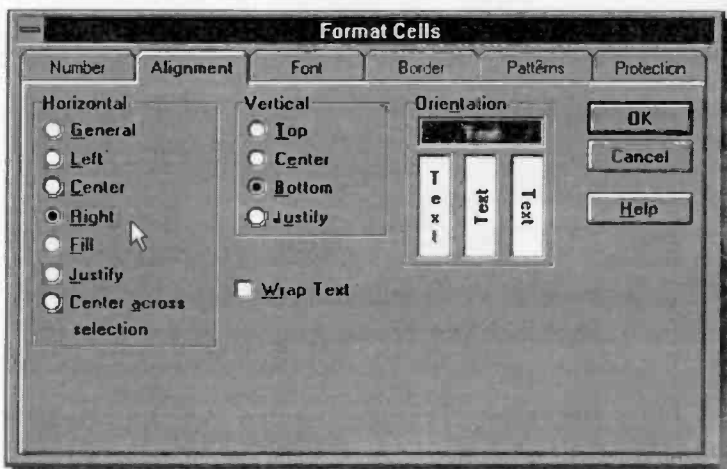 Format Cells
Number Alignment Font Border Patterns Protection
Horizontal
General
Left
Center
Right
Fill
Justify
Center across
selection
Vertical
Top
Center
Bottom
Justify
Wrap Text
Orientation
Text
Text
Text
Text
OK
Cancel
Help